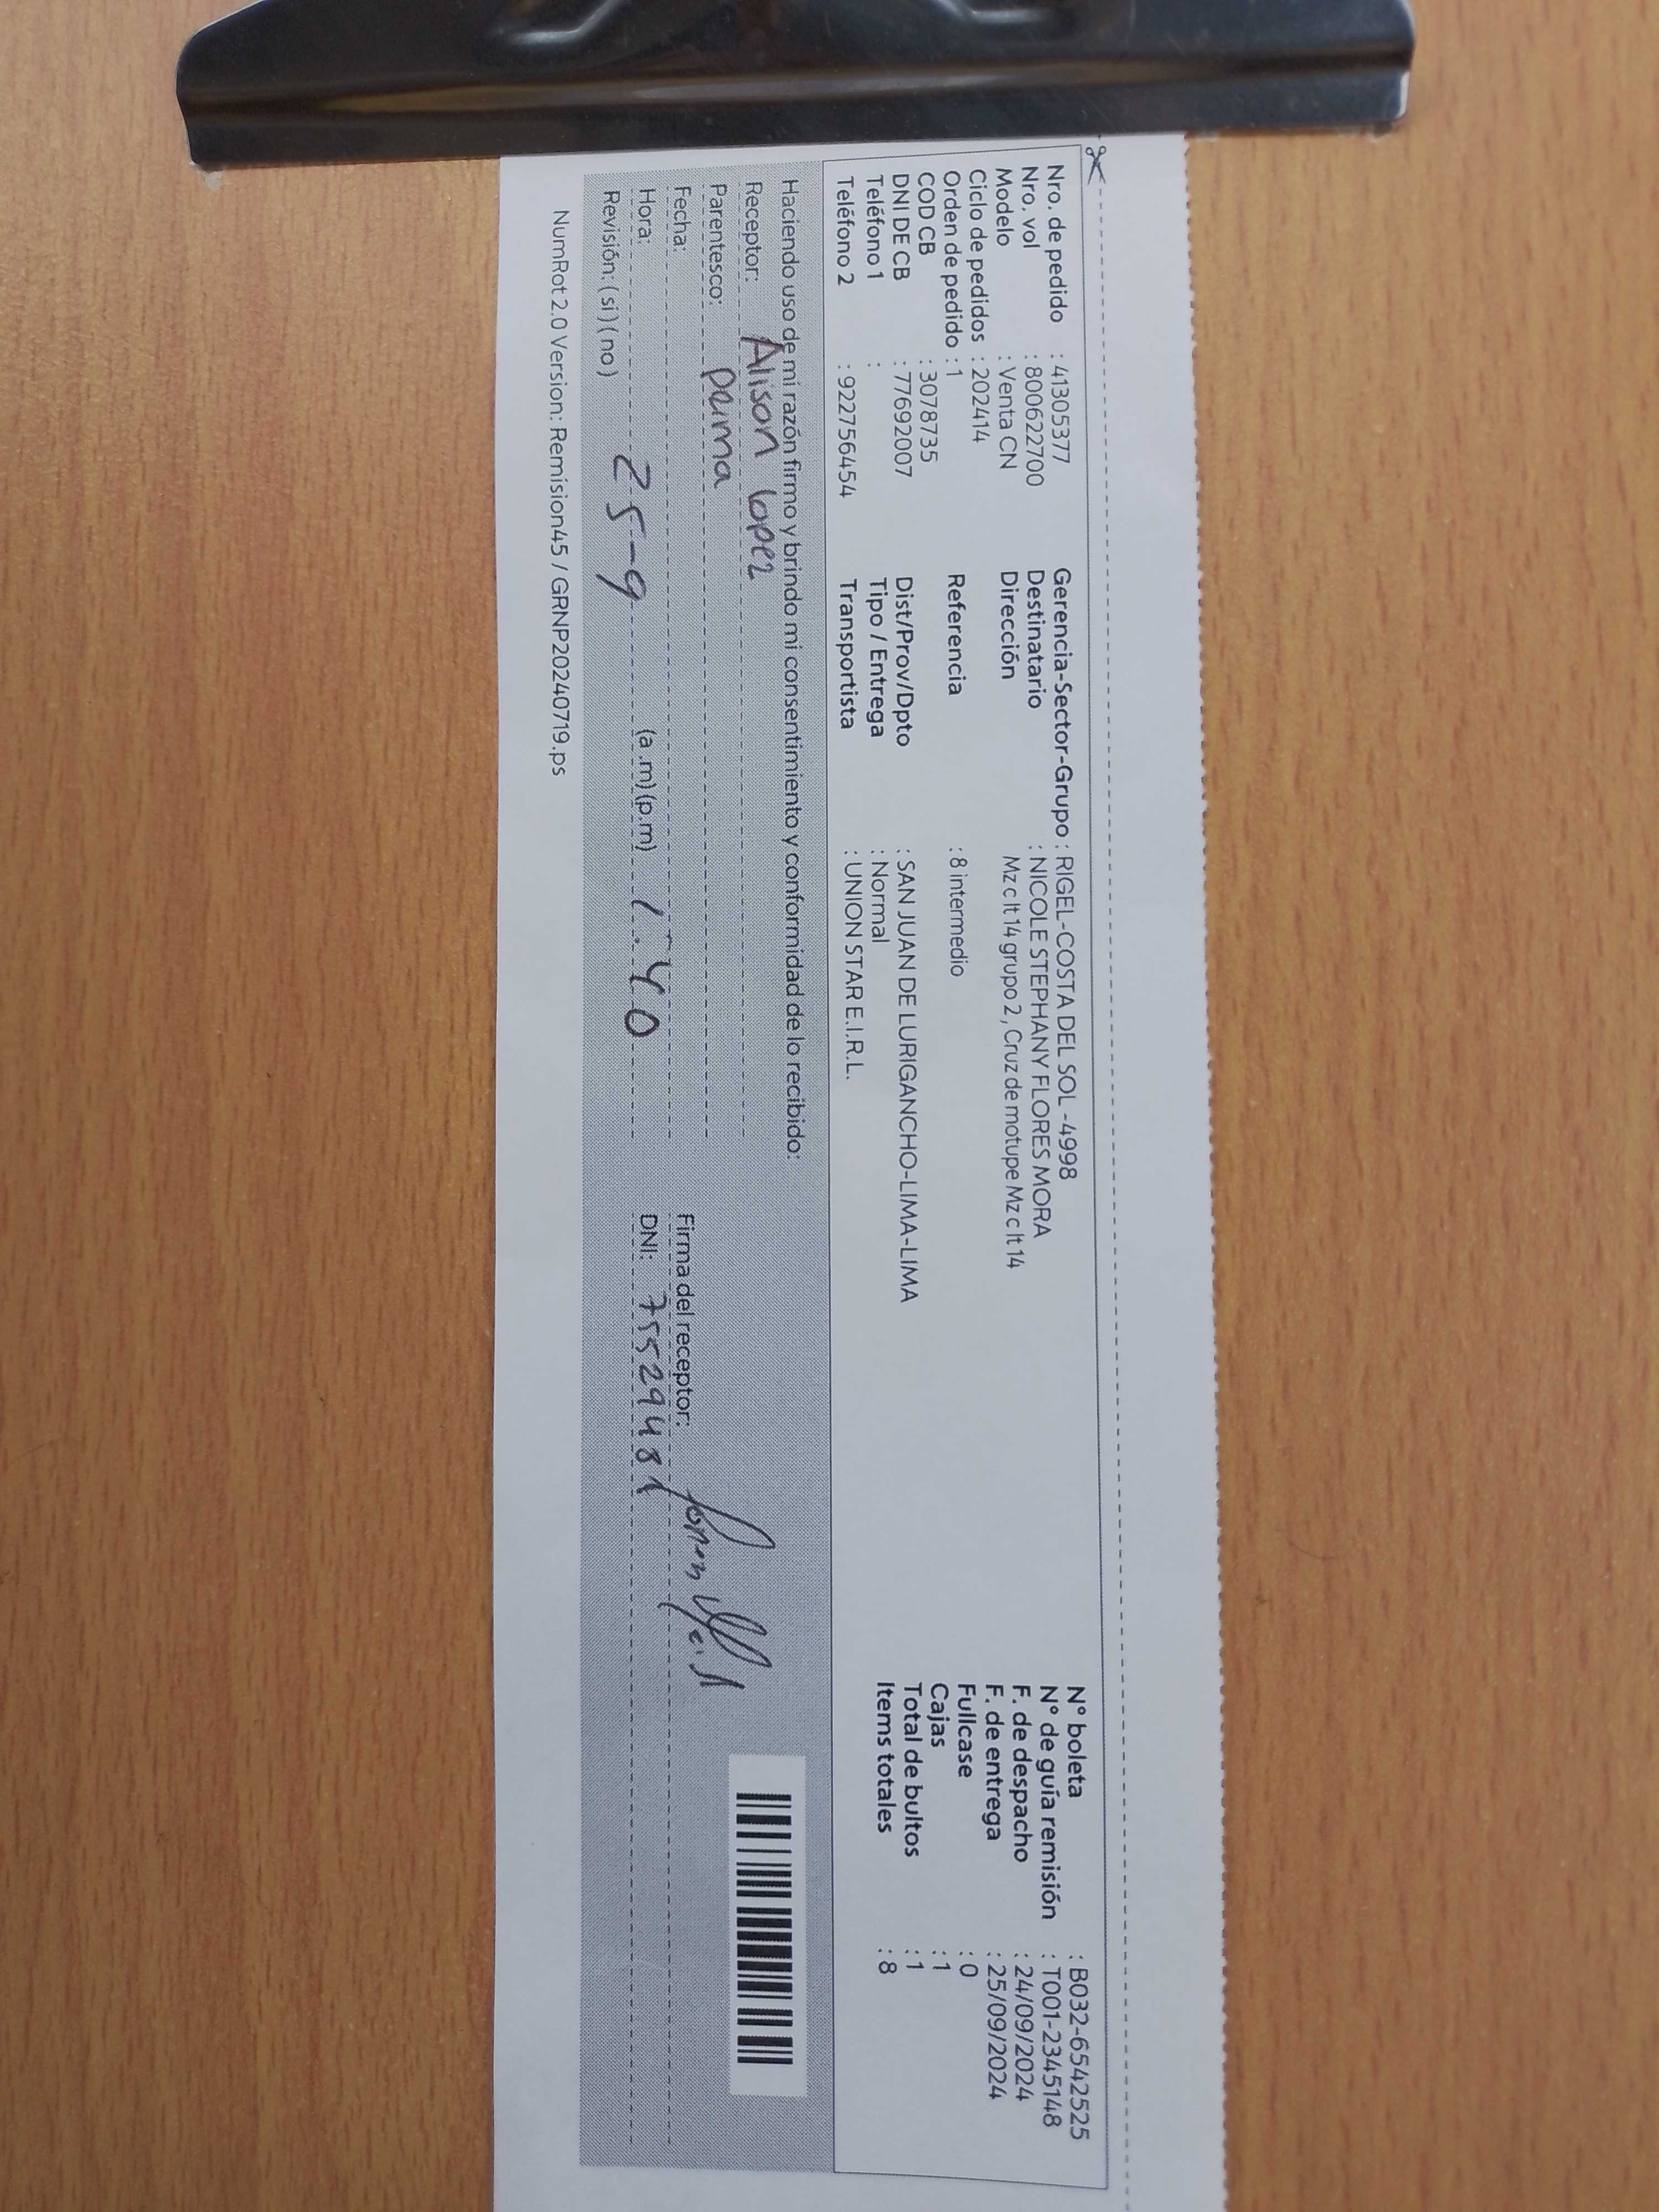 Nro. de pedido : 41305377
Nro. vol : 8006622700
Modelo : Venta CN
Ciclo de pedidos : 202414
Orden de pedido : 1
COD CB : 3078735
DNI DE CB : 77692007
Teléfono 1 :
Teléfono 2 : 922756454
Gerencia-Sector-Grupo : RIGEL-COSTA DEL SOL -4998
Destinatario : NICOLE STEPHANY FLORES MORA
Dirección Mz c lt 14 grupo 2 , Cruz de motupe Mz c lt 14
Referencia : 8 intermedio
Dist/Prov/Dpto : SAN JUAN DE LURIGANCHO-LIMA-LIMA
Tipo / Entrega : Normal
Transportista : UNION STAR E.I.R.L.
N° boleta : B032-6542525
N° de guía remisión : T001-2345148
F. de despacho : 24/09/2024
F. de entrega : 25/09/2024
Fullcase : 0
Cajas : 1
Total de bultos : 1
Items totales : 8
Haciendo uso de mi razón firmo y brindo mi consentimiento y conformidad de lo recibido:
Receptor: Alison lopez
Parentesco: prima
Fecha:
Hora: 25-9 (a.m) (p.m) 1:40
Revisión: ( si ) ( no )
Firma del receptor:
DNI: 75529481
NumRot 2.0 Version: Remision45 / GRNP20240719.ps